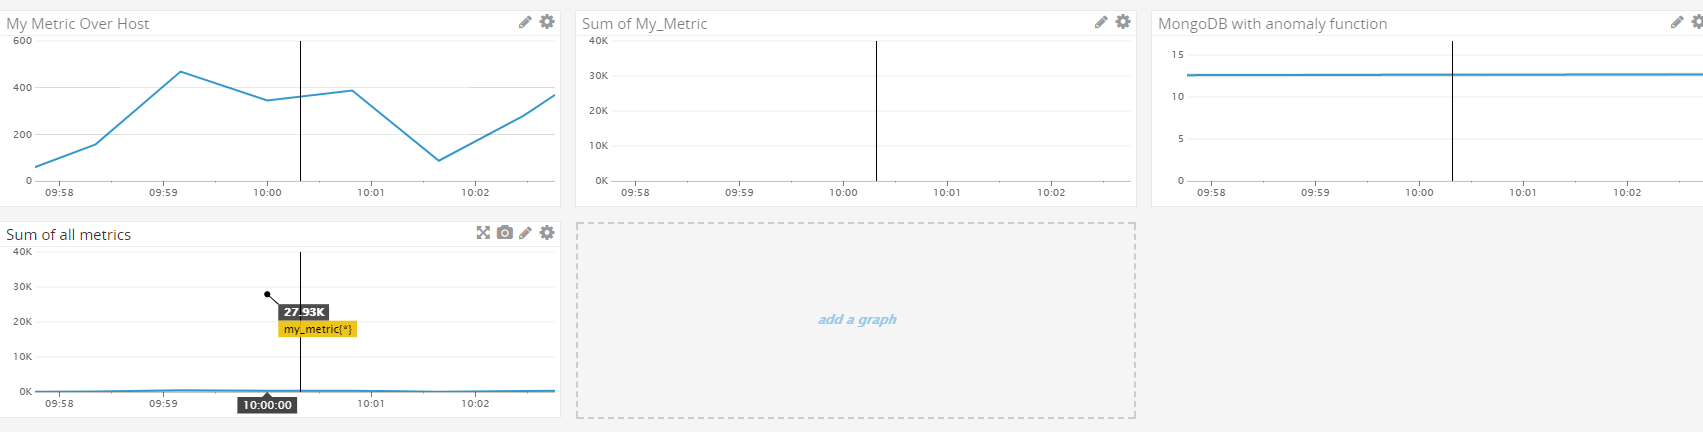 My Metric Over Host
600
400
200
0
09:58 09:59 10:00 10:01 10:02
Sum of My_Metric
40K
30K
20K
10K
0K
09:58 09:59 10:00 10:01 10:02
MongoDB with anomaly function
15
10
5
0
09:58 09:59 10:00 10:01 10:02
Sum of all metrics
40K
30K
27.93K
my_metric{*}
20K
10K
0K
09:58 09:59 10:00:00 10:01 10:02
add a graph